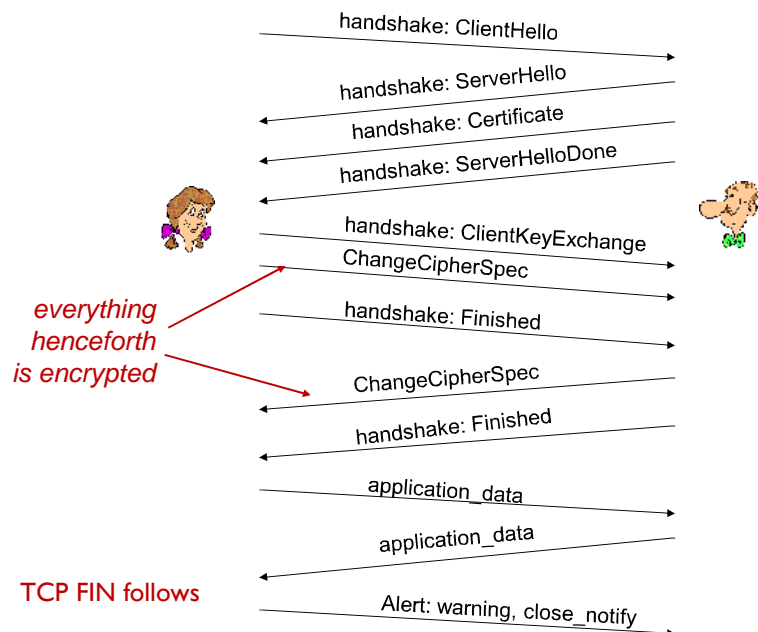 handshake: ClientHello
handshake: ServerHello
handshake: Certificate
handshake: ServerHelloDone
handshake: ClientKeyExchange
ChangeCipherSpec
everything
henceforth
is encrypted
handshake: Finished
ChangeCipherSpec
handshake: Finished
application_data
application_data
TCP FIN follows
Alert: warning, close_notify